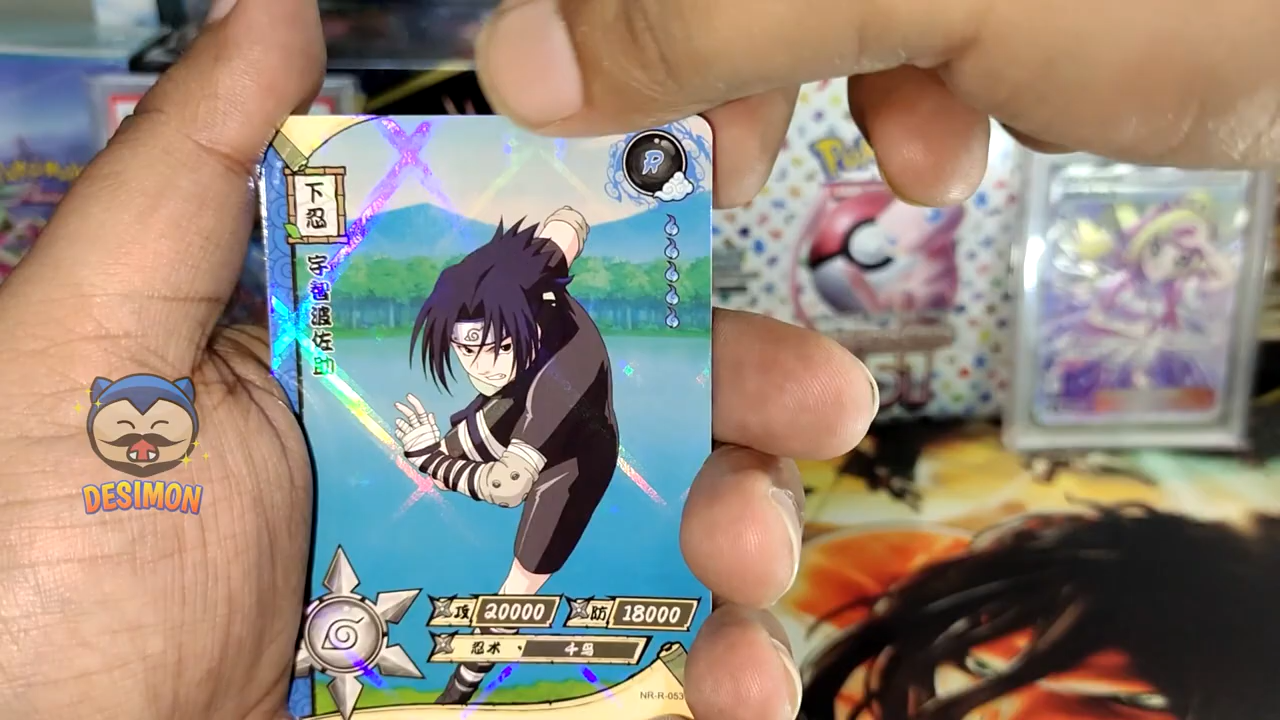 下忍
宇智波佐助
R
攻 20000
防 18000
忍术·千鸟
NR-R-053
DESIMON